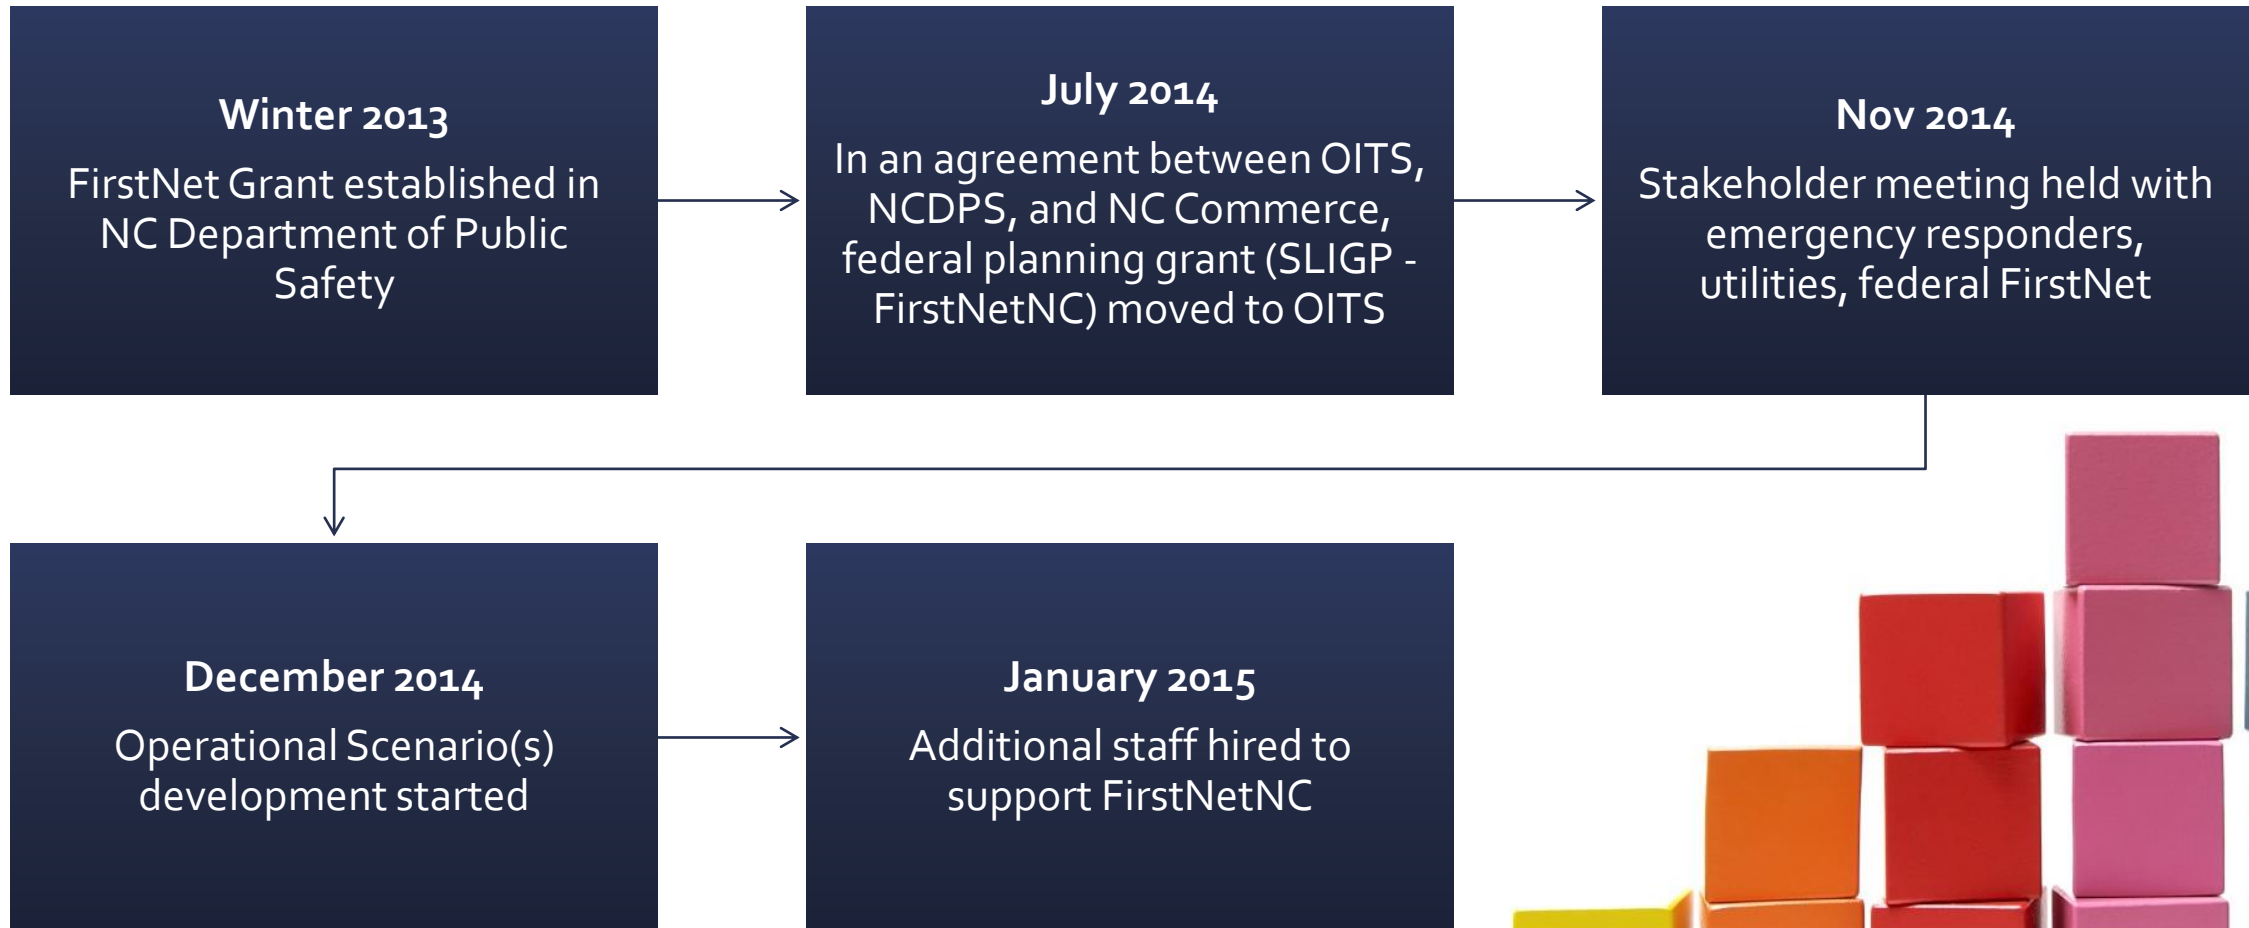 Winter 2013
FirstNet Grant established in
NC Department of Public
Safety
July 2014
In an agreement between OITS,
NCDPS, and NC Commerce,
federal planning grant (SLIGP -
FirstNetNC) moved to OITS
Nov 2014
Stakeholder meeting held with
emergency responders,
utilities, federal FirstNet
December 2014
Operational Scenario(s)
development started
January 2015
Additional staff hired to
support FirstNetNC